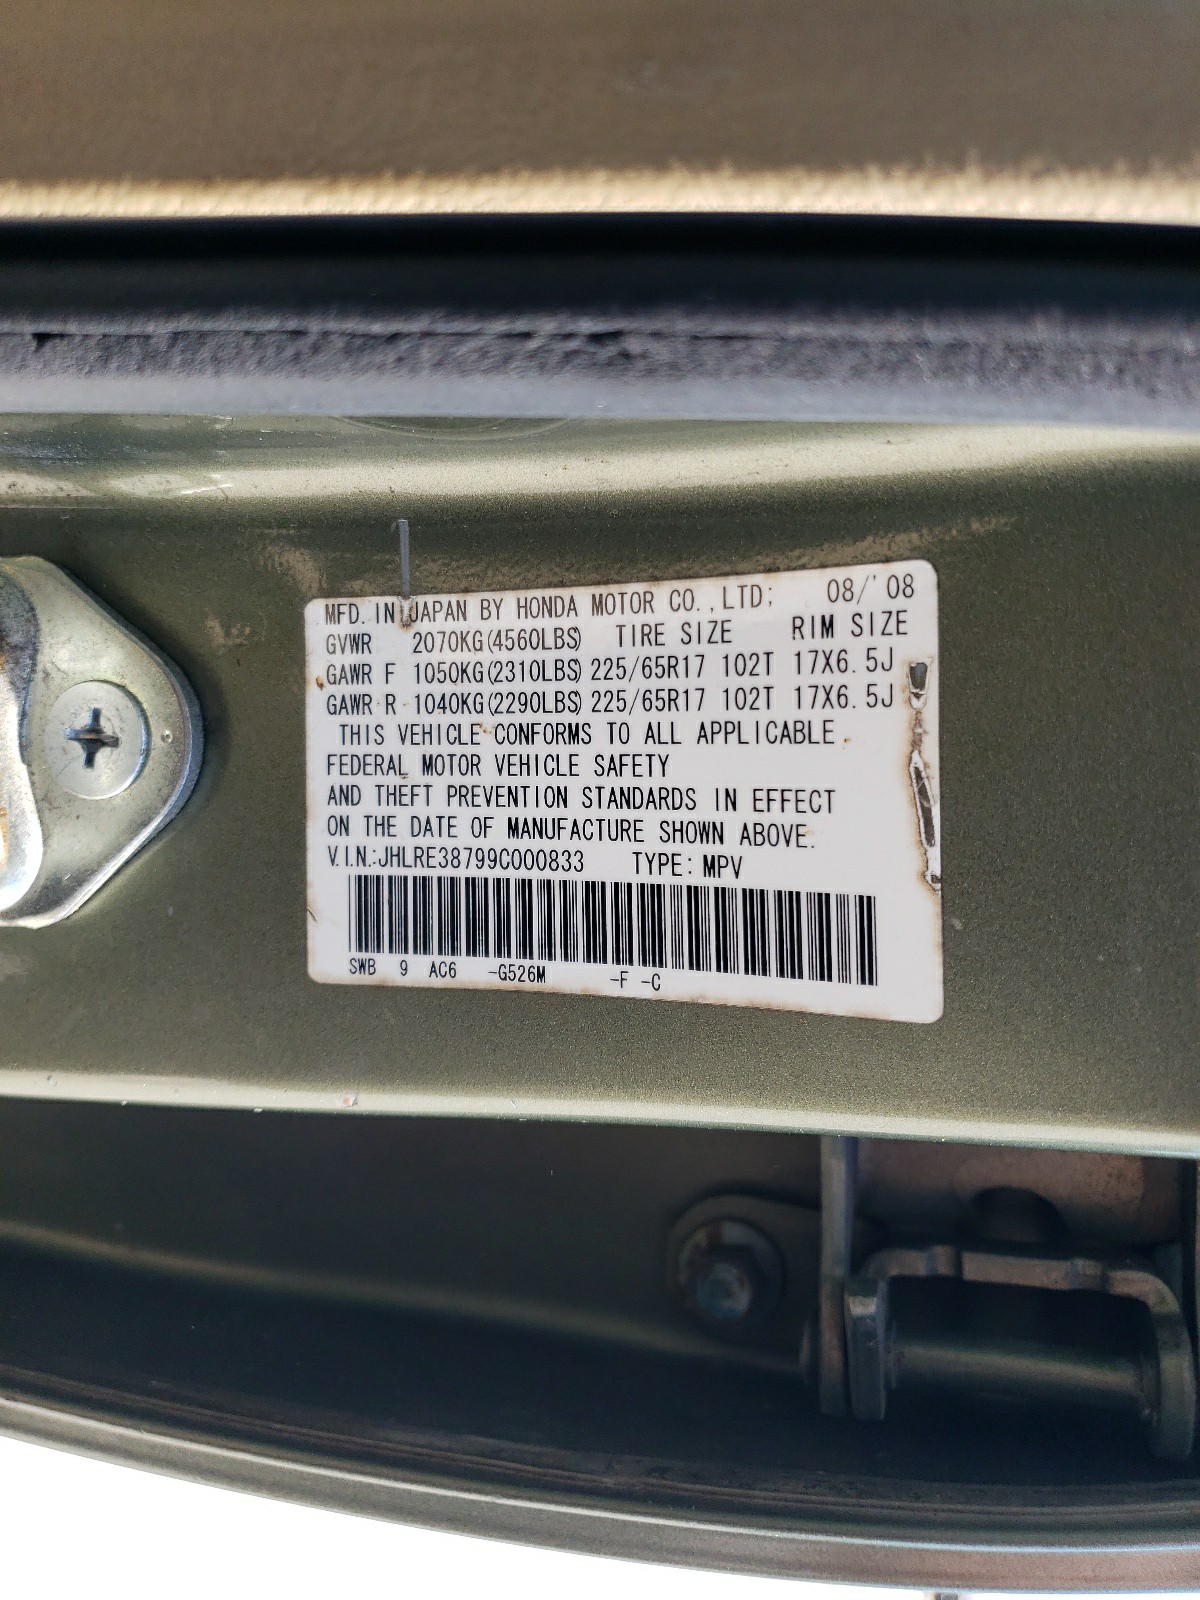 MFD. IN JAPAN BY HONDA MOTOR CO., LTD; 08/'08
GVWR 2070KG(4560LBS) TIRE SIZE RIM SIZE
GAWR F 1050KG(2310LBS) 225/65R17 102T 17X6.5J
GAWR R 1040KG(2290LBS) 225/65R17 102T 17X6.5J
THIS VEHICLE CONFORMS TO ALL APPLICABLE
FEDERAL MOTOR VEHICLE SAFETY
AND THEFT PREVENTION STANDARDS IN EFFECT
ON THE DATE OF MANUFACTURE SHOWN ABOVE.
V.I.N.:JHLRE38799C000833 TYPE: MPV
SWB 9 AC6 -G526M -F -C